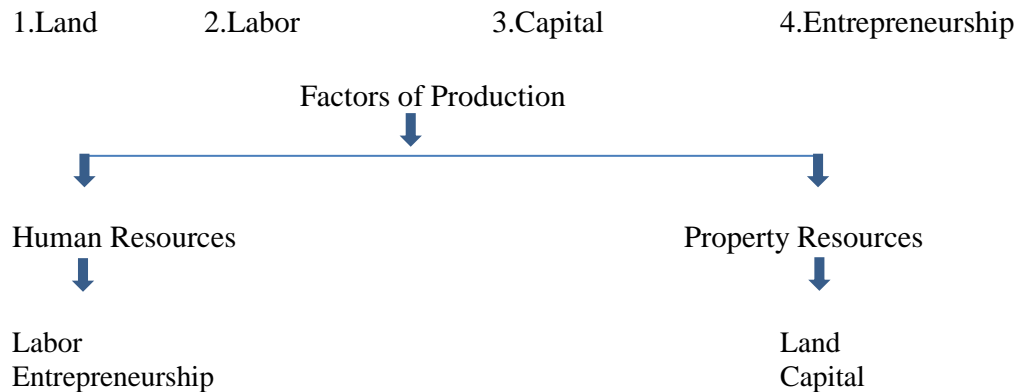 1.Land 2.Labor 3.Capital 4.Entrepreneurship
Factors of Production
Human Resources Property Resources
Labor Land
Entrepreneurship Capital